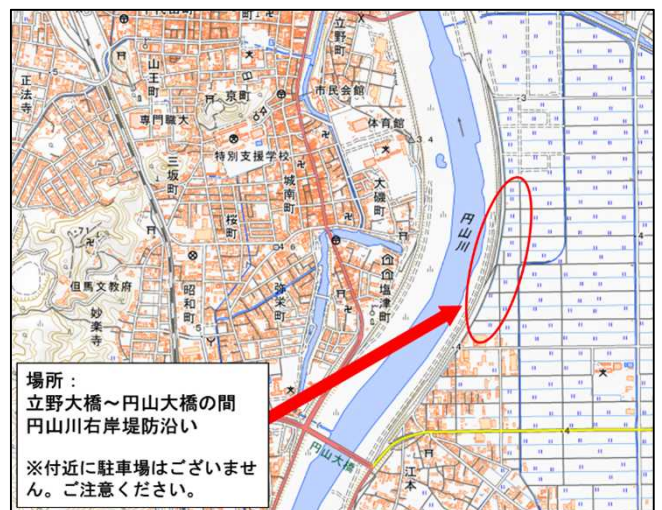 立野町
山王町
京町
市民会館
正法寺
専門職大
体育館
特別支援学校
三坂町
城南町
大磯町
桜町
円山川
71
但馬文教府
昭和町
弥栄町
塩津町
妙楽寺
場所：
立野大橋～円山大橋の間
円山川右岸堤防沿い
※付近に駐車場はございませ
ん。ご注意ください。
円山大橋
江本